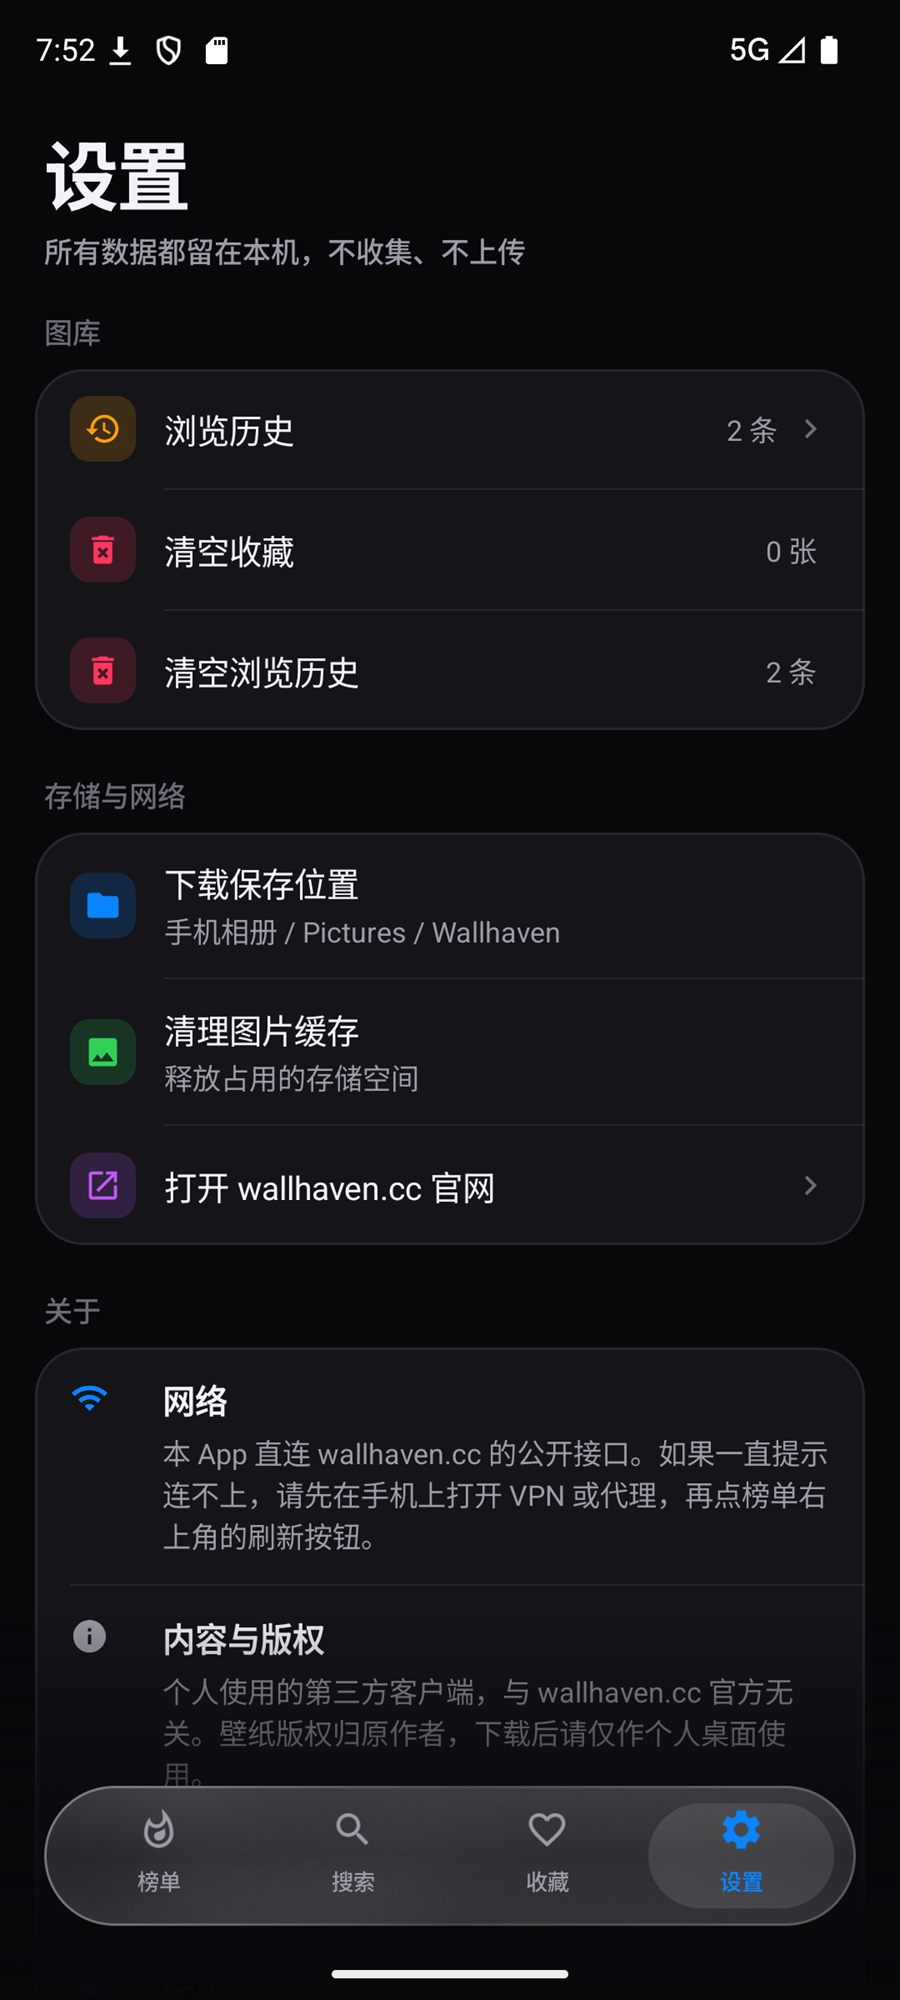 7:52
5G
设置
所有数据都留在本机，不收集、不上传
图库
浏览历史 2 条
清空收藏 0 张
清空浏览历史 2 条
存储与网络
下载保存位置
手机相册 / Pictures / Wallhaven
清理图片缓存
释放占用的存储空间
打开 wallhaven.cc 官网
关于
网络
本 App 直连 wallhaven.cc 的公开接口。如果一直提示
连不上，请先在手机上打开 VPN 或代理，再点榜单右
上角的刷新按钮。
内容与版权
个人使用的第三方客户端，与 wallhaven.cc 官方无
关。壁纸版权归原作者，下载后请仅作个人桌面使
用。
榜单 搜索 收藏 设置